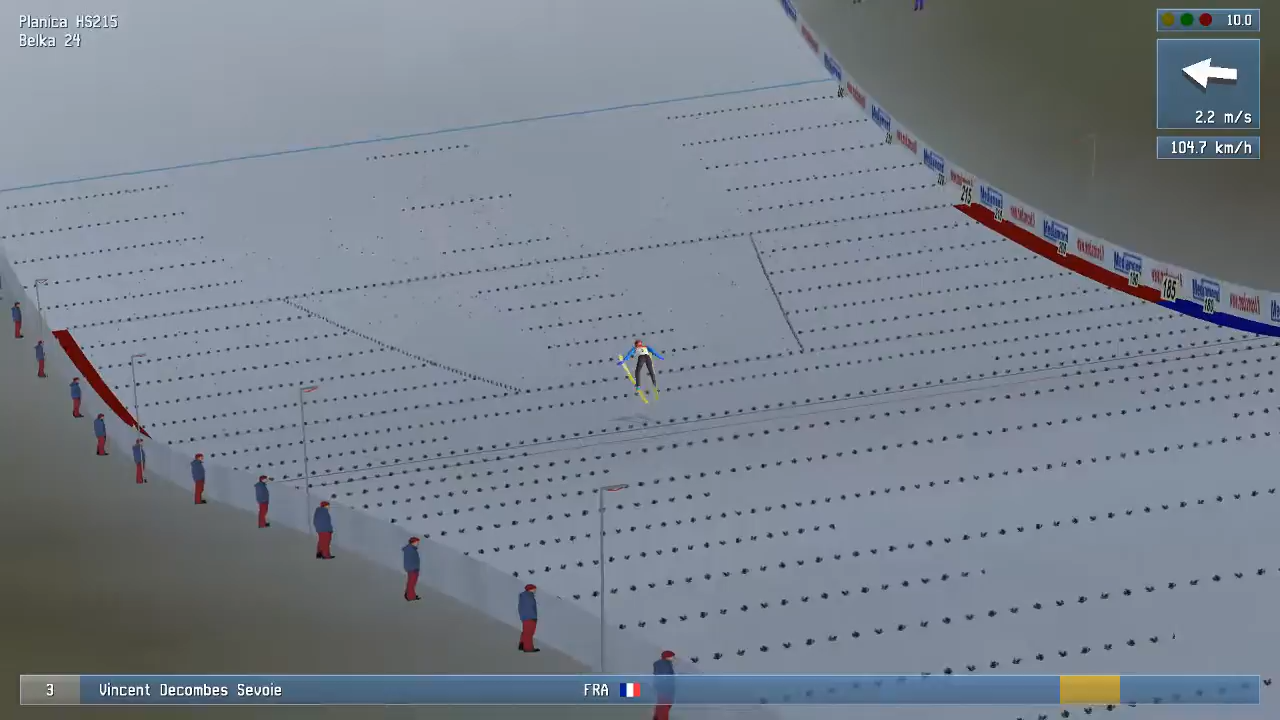 Planica HS215
Belka 24
10.0
2.2 m/s
104.7 km/h
215
185
3 Vincent Decombes Sevoie FRA